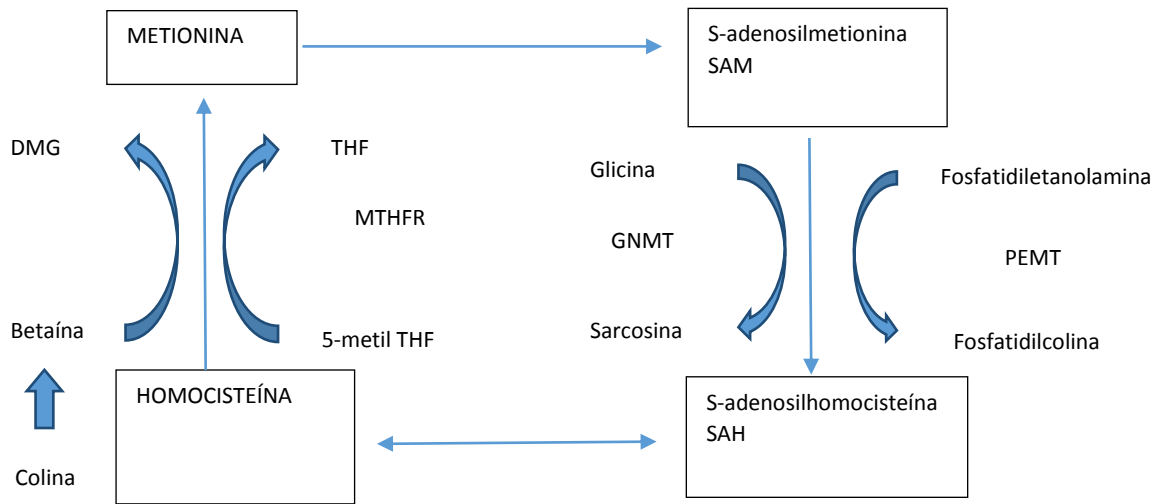 METIONINA
S-adenosilmetionina
SAM
DMG
THF
Glicina
Fosfatidiletanolamina
MTHFR
GNMT
PEMT
Betaína
5-metil THF
Sarcosina
Fosfatidilcolina
HOMOCISTEÍNA
S-adenosilhomocisteína
SAH
Colina